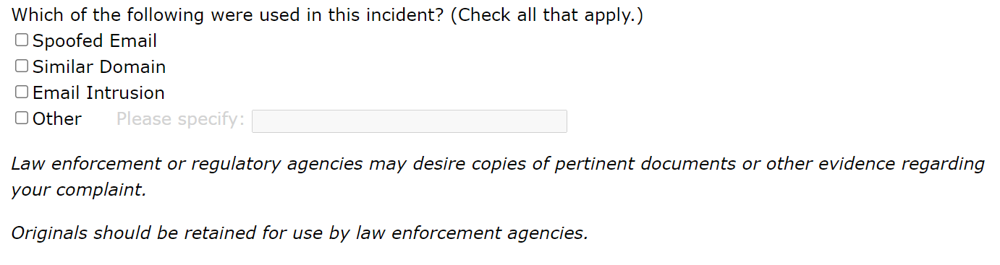 Which of the following were used in this incident? (Check all that apply.)
Spoofed Email
Similar Domain
Email Intrusion
Other Please specify:
Law enforcement or regulatory agencies may desire copies of pertinent documents or other evidence regarding
your complaint.
Originals should be retained for use by law enforcement agencies.